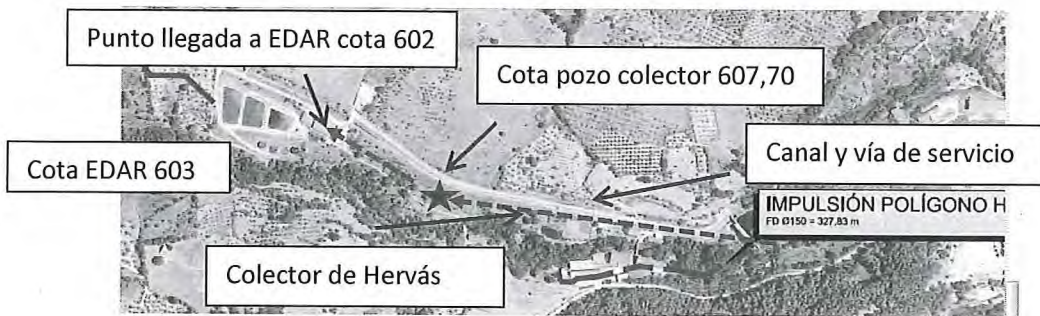 Punto llegada a EDAR cota 602
Cota pozo colector 607,70
Canal y vía de servicio
Cota EDAR 603
IMPULSIÓN POLÍGONO H
FD Ø150 = 327,83 m
Colector de Hervás